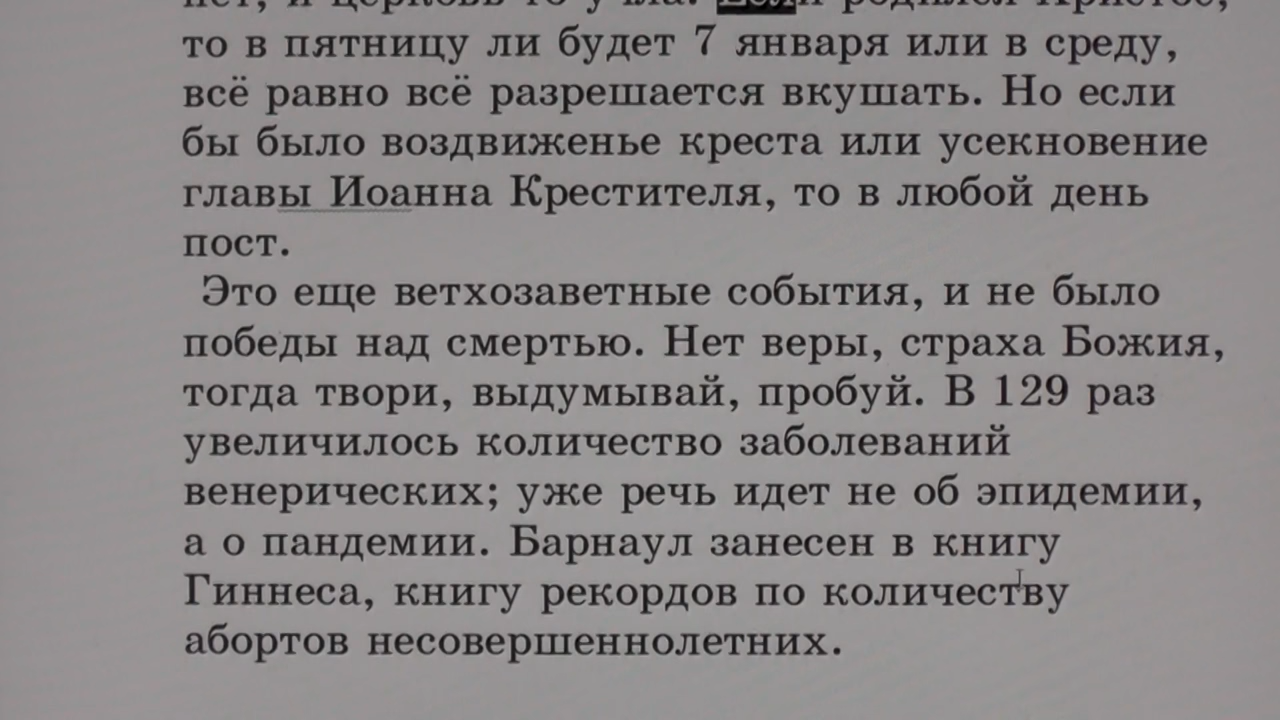 то в пятницу ли будет 7 января или в среду,
всё равно всё разрешается вкушать. Но если
бы было воздвиженье креста или усекновение
главы Иоанна Крестителя, то в любой день
пост.
Это еще ветхозаветные события, и не было
победы над смертью. Нет веры, страха Божия,
тогда твори, выдумывай, пробуй. В 129 раз
увеличилось количество заболеваний
венерических; уже речь идет не об эпидемии,
а о пандемии. Барнаул занесен в книгу
Гиннеса, книгу рекордов по количеству
абортов несовершеннолетних.